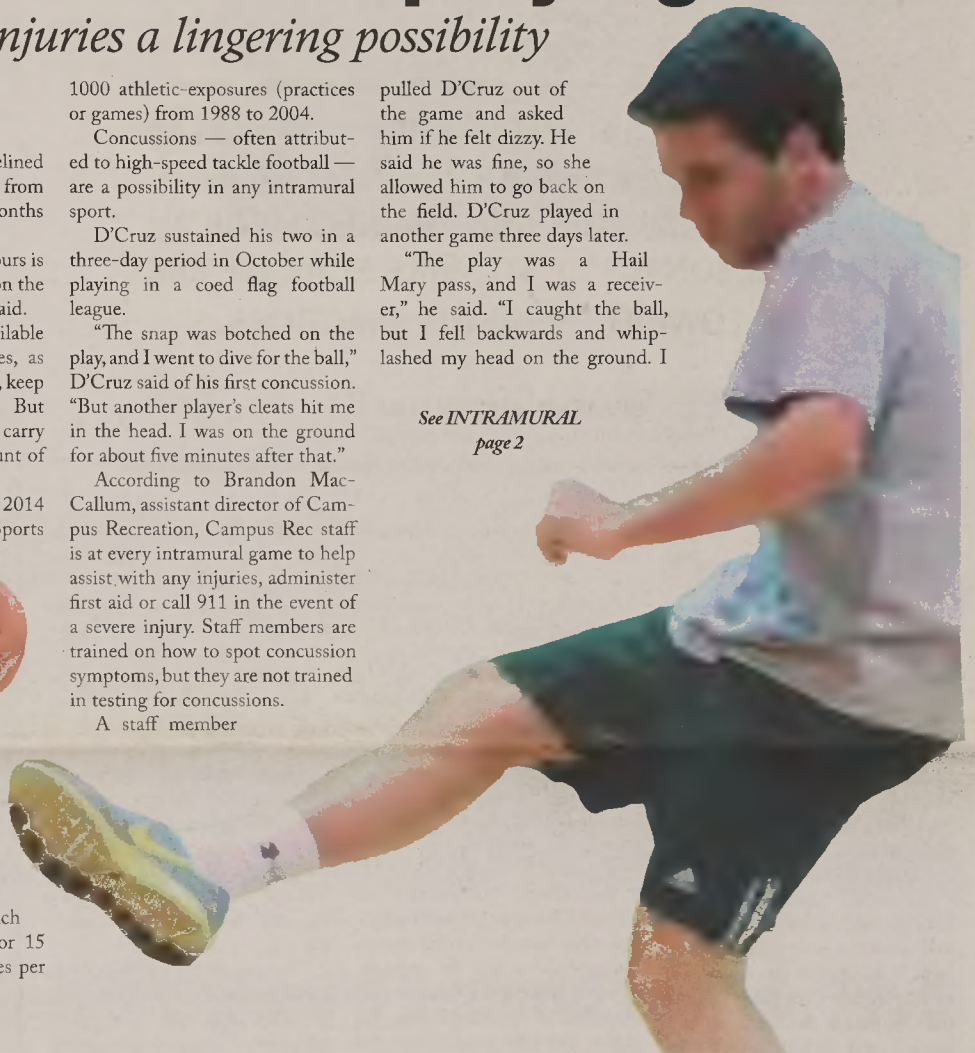 njuries a lingering possibility
elined
from
onths
ours is
on the
aid.
ilable
es, as
, keep
But
carry
unt of
2014
ports
ch
or 15
es per
1000 athletic-exposures (practices
or games) from 1988 to 2004.
Concussions — often attribut-
ed to high-speed tackle football —
are a possibility in any intramural
sport.
D'Cruz sustained his two in a
three-day period in October while
playing in a coed flag football
league.
"The snap was botched on the
play, and I went to dive for the ball,"
D'Cruz said of his first concussion.
"But another player's cleats hit me
in the head. I was on the ground
for about five minutes after that."
According to Brandon Mac-
Callum, assistant director of Cam-
pus Recreation, Campus Rec staff
is at every intramural game to help
assist with any injuries, administer
first aid or call 911 in the event of
a severe injury. Staff members are
trained on how to spot concussion
symptoms, but they are not trained
in testing for concussions.
A staff member
pulled D'Cruz out of
the game and asked
him if he felt dizzy. He
said he was fine, so she
allowed him to go back on
the field. D'Cruz played in
another game three days later.
"The play was a Hail
Mary pass, and I was a receiv-
er," he said. "I caught the ball,
but I fell backwards and whip-
lashed my head on the ground. I
See INTRAMURAL
page 2